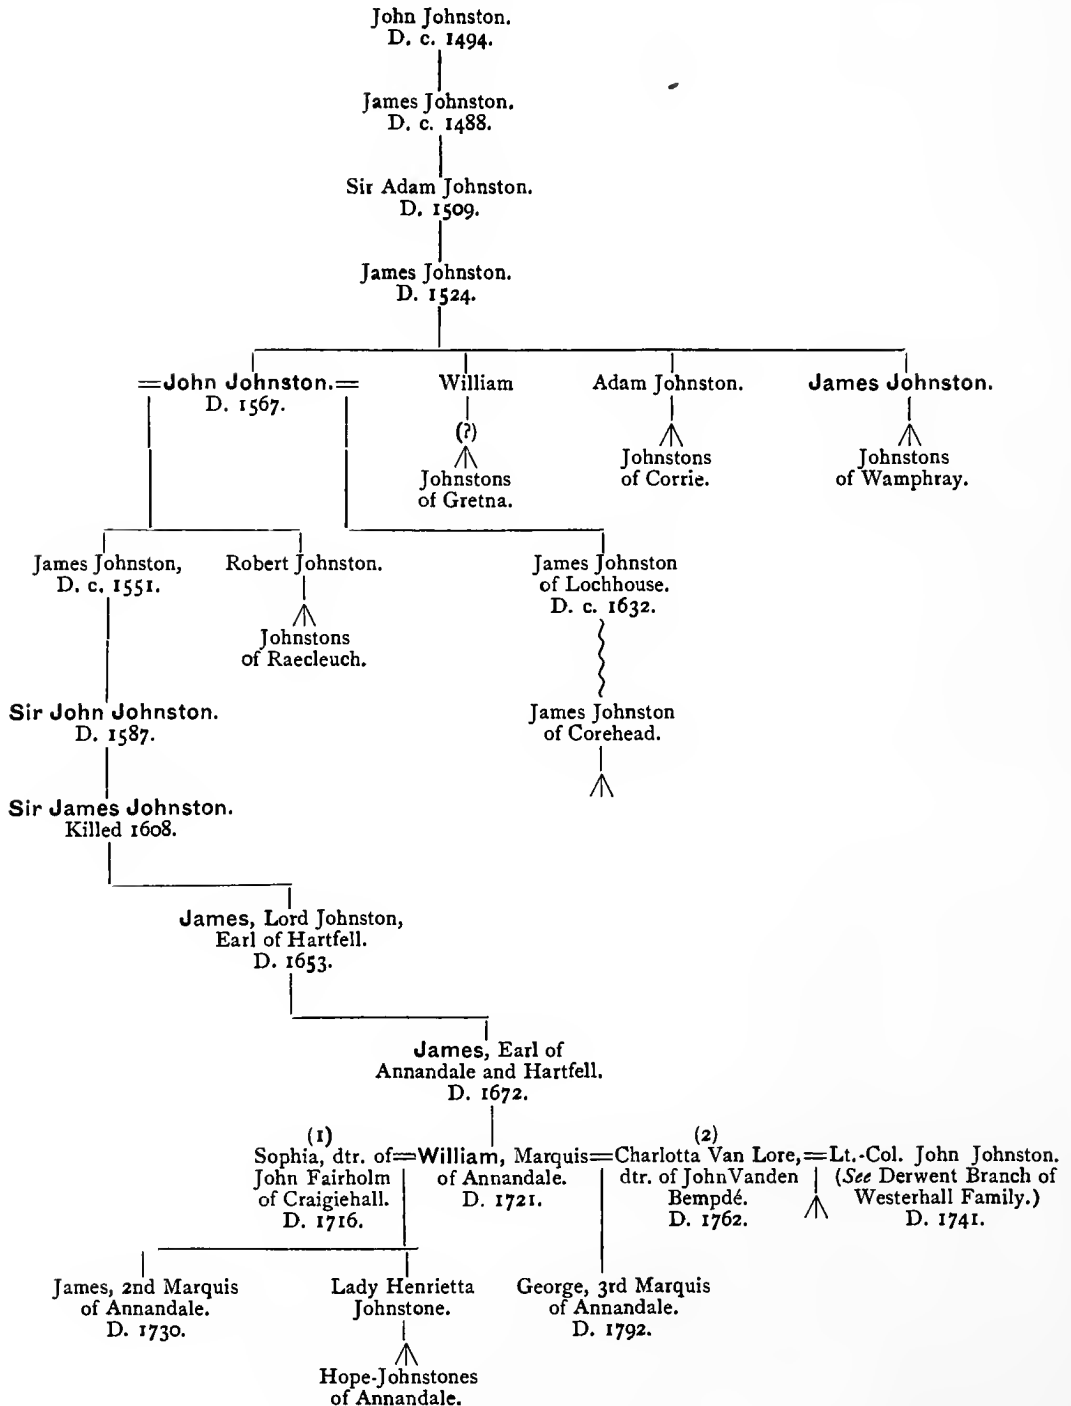 John Johnston.
D. c. 1494.
James Johnston.
D. c. 1488.
Sir Adam Johnston.
D. 1509.
James Johnston.
D. 1524.
=John Johnston.=
D. 1567.
William
(?)
Johnstons
of Gretna.
Adam Johnston.
Johnstons
of Corrie.
James Johnston.
Johnstons
of Wamphray.
James Johnston,
D. c. 1551.
Robert Johnston.
Johnstons
of Raecleuch.
James Johnston
of Lochhouse.
D. c. 1632.
James Johnston
of Corehead.
Sir John Johnston.
D. 1587.
Sir James Johnston.
Killed 1608.
James, Lord Johnston,
Earl of Hartfell.
D. 1653.
James, Earl of
Annandale and Hartfell.
D. 1672.
(1)
Sophia, dtr. of=
John Fairholm
of Craigiehall.
D. 1716.
William, Marquis=
of Annandale.
D. 1721.
(2)
Charlotta Van Lore,=
dtr. of John Vanden
Bempdé.
D. 1762.
Lt.-Col. John Johnston.
(See Derwent Branch of
Westerhall Family.)
D. 1741.
James, 2nd Marquis
of Annandale.
D. 1730.
Lady Henrietta
Johnstone.
Hope-Johnstones
of Annandale.
George, 3rd Marquis
of Annandale.
D. 1792.